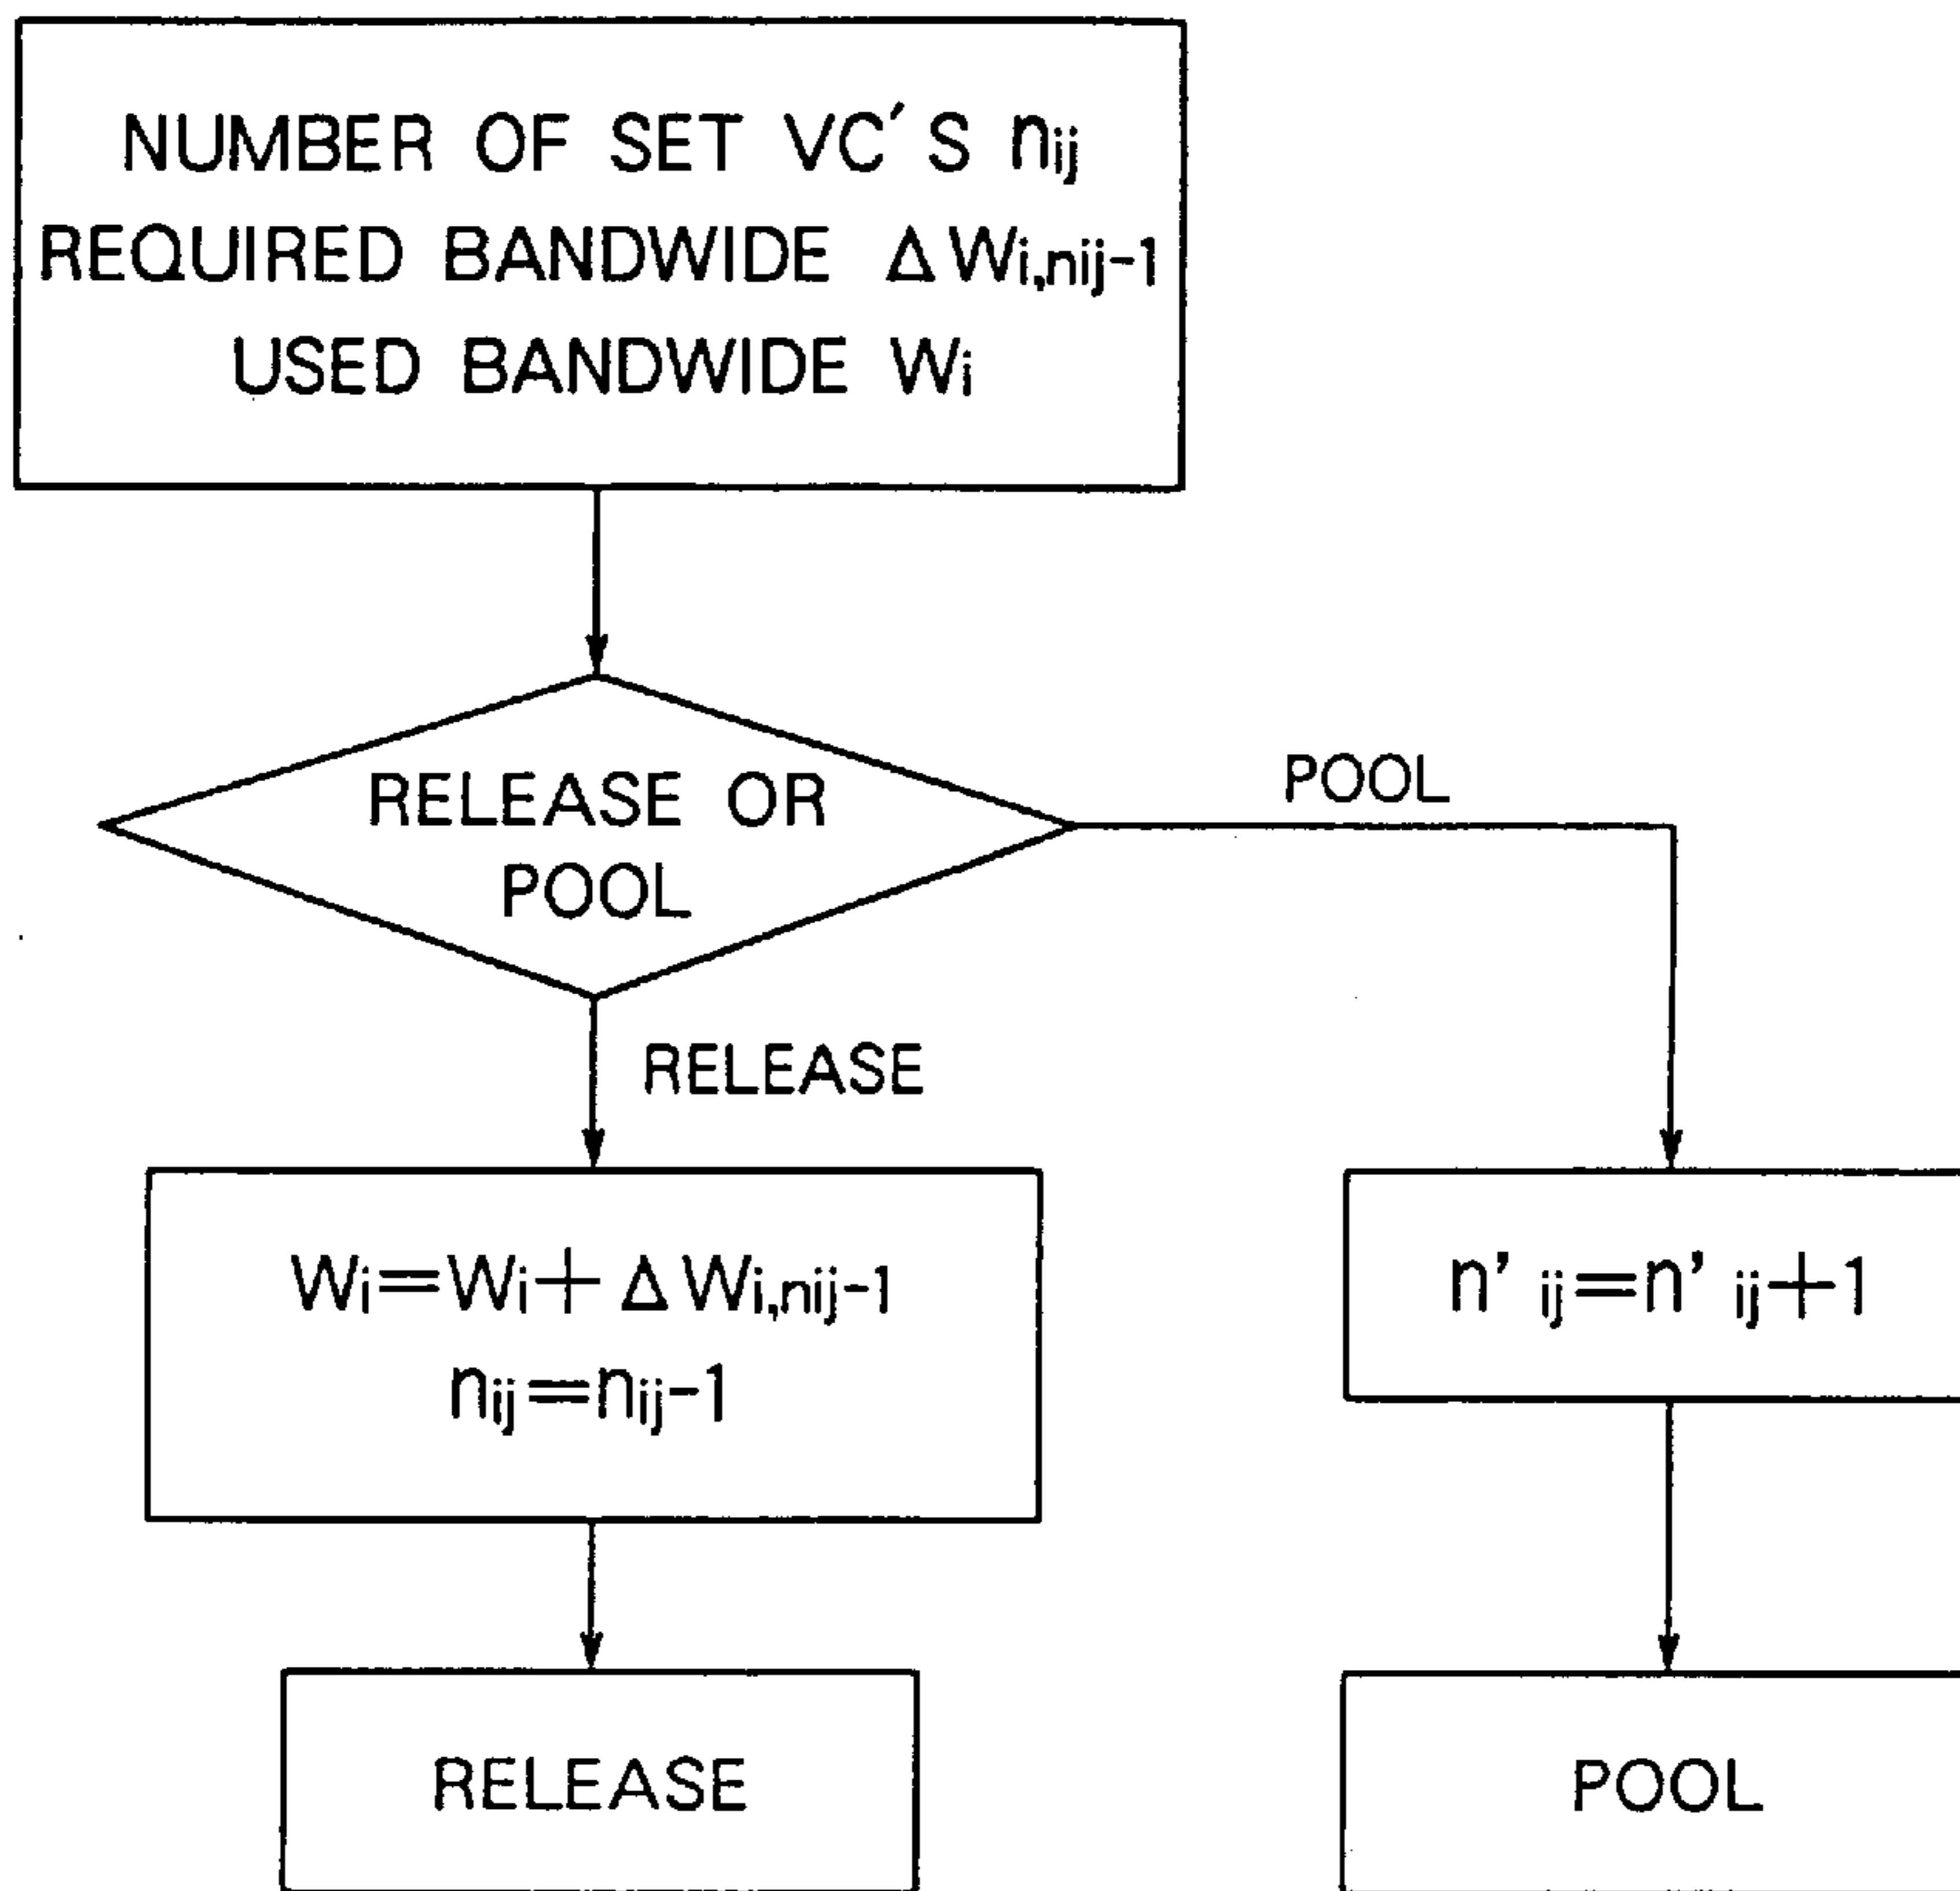 NUMBER OF SET VC'S nij
REQUIRED BANDWIDE ΔWi,nij-1
USED BANDWIDE Wi
RELEASE OR
POOL
POOL
RELEASE
Wi=Wi+ΔWi,nij-1
nij=nij-1
n' ij=n' ij+1
RELEASE
POOL